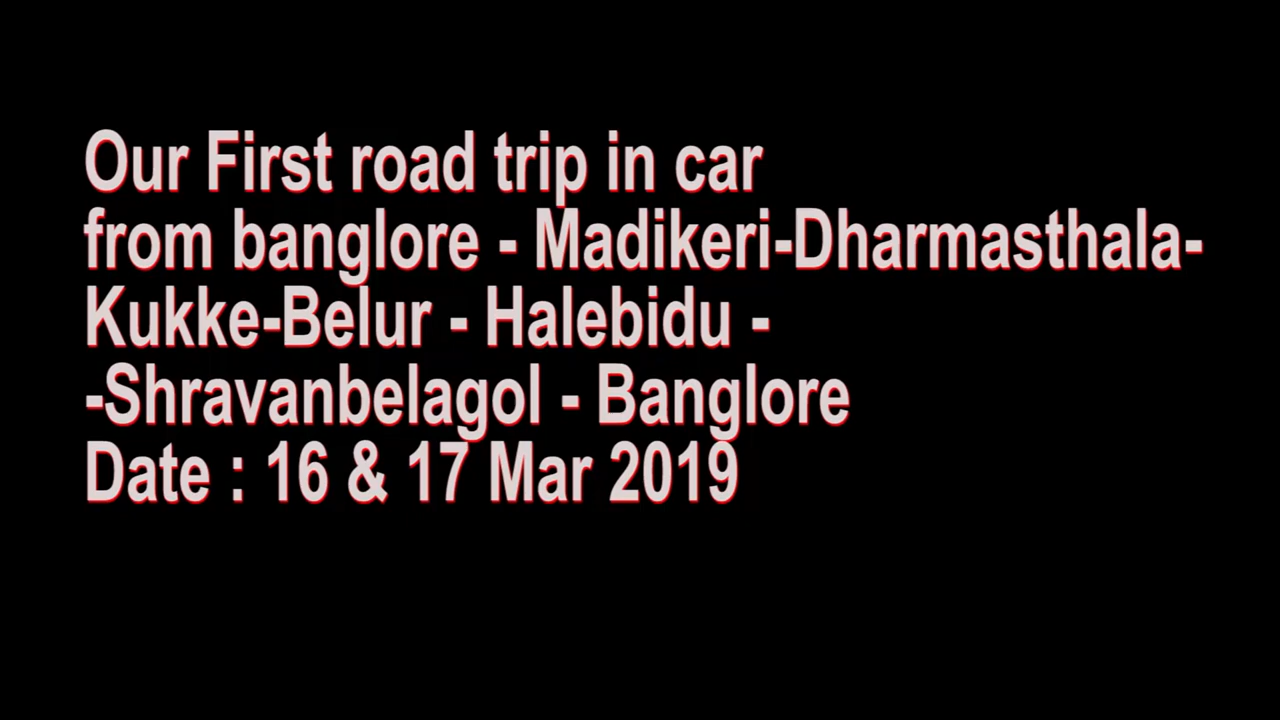 Our First road trip in car
from banglore - Madikeri-Dharmasthala-
Kukke-Belur - Halebidu -
-Shravanbelagol - Banglore
Date : 16 & 17 Mar 2019